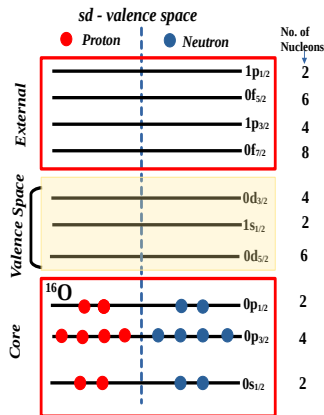 sd - valence space
Proton
Neutron
No. of
Nucleons
External
1p1/2 2
0f5/2 6
1p3/2 4
0f7/2 8
Valence Space
0d3/2 4
1s1/2 2
0d5/2 6
Core
16O
0p1/2 2
0p3/2 4
0s1/2 2